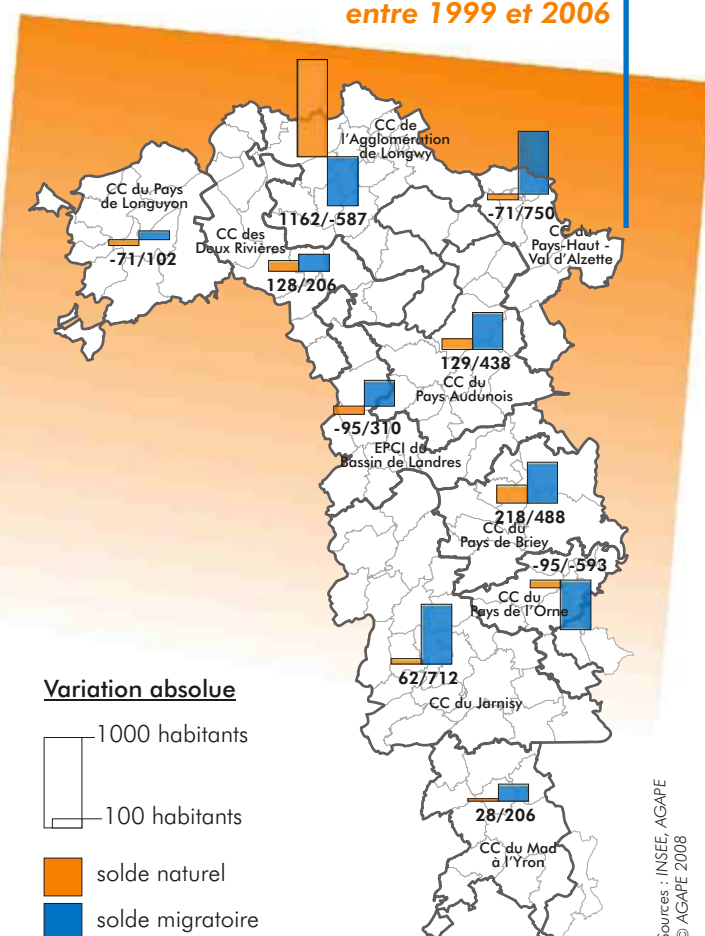 entre 1999 et 2006
CC de
l'Agglomération
de Longwy
1162/-587
-71/750
CC du
Pays-Haut -
Val d'Alzette
CC du Pays
de Longuyon
-71/102
CC des
Deux Rivières
128/206
129/438
CC du
Pays Audunois
-95/310
EPCI du
Bassin de Landres
218/488
CC du
Pays de Briey
-95/-593
CC du
Pays de l'Orne
62/712
CC du Jarnisy
28/206
CC du Mad
à l'Yron
Variation absolue
1000 habitants
100 habitants
solde naturel
solde migratoire
Sources : INSEE, AGAPE
© AGAPE 2008